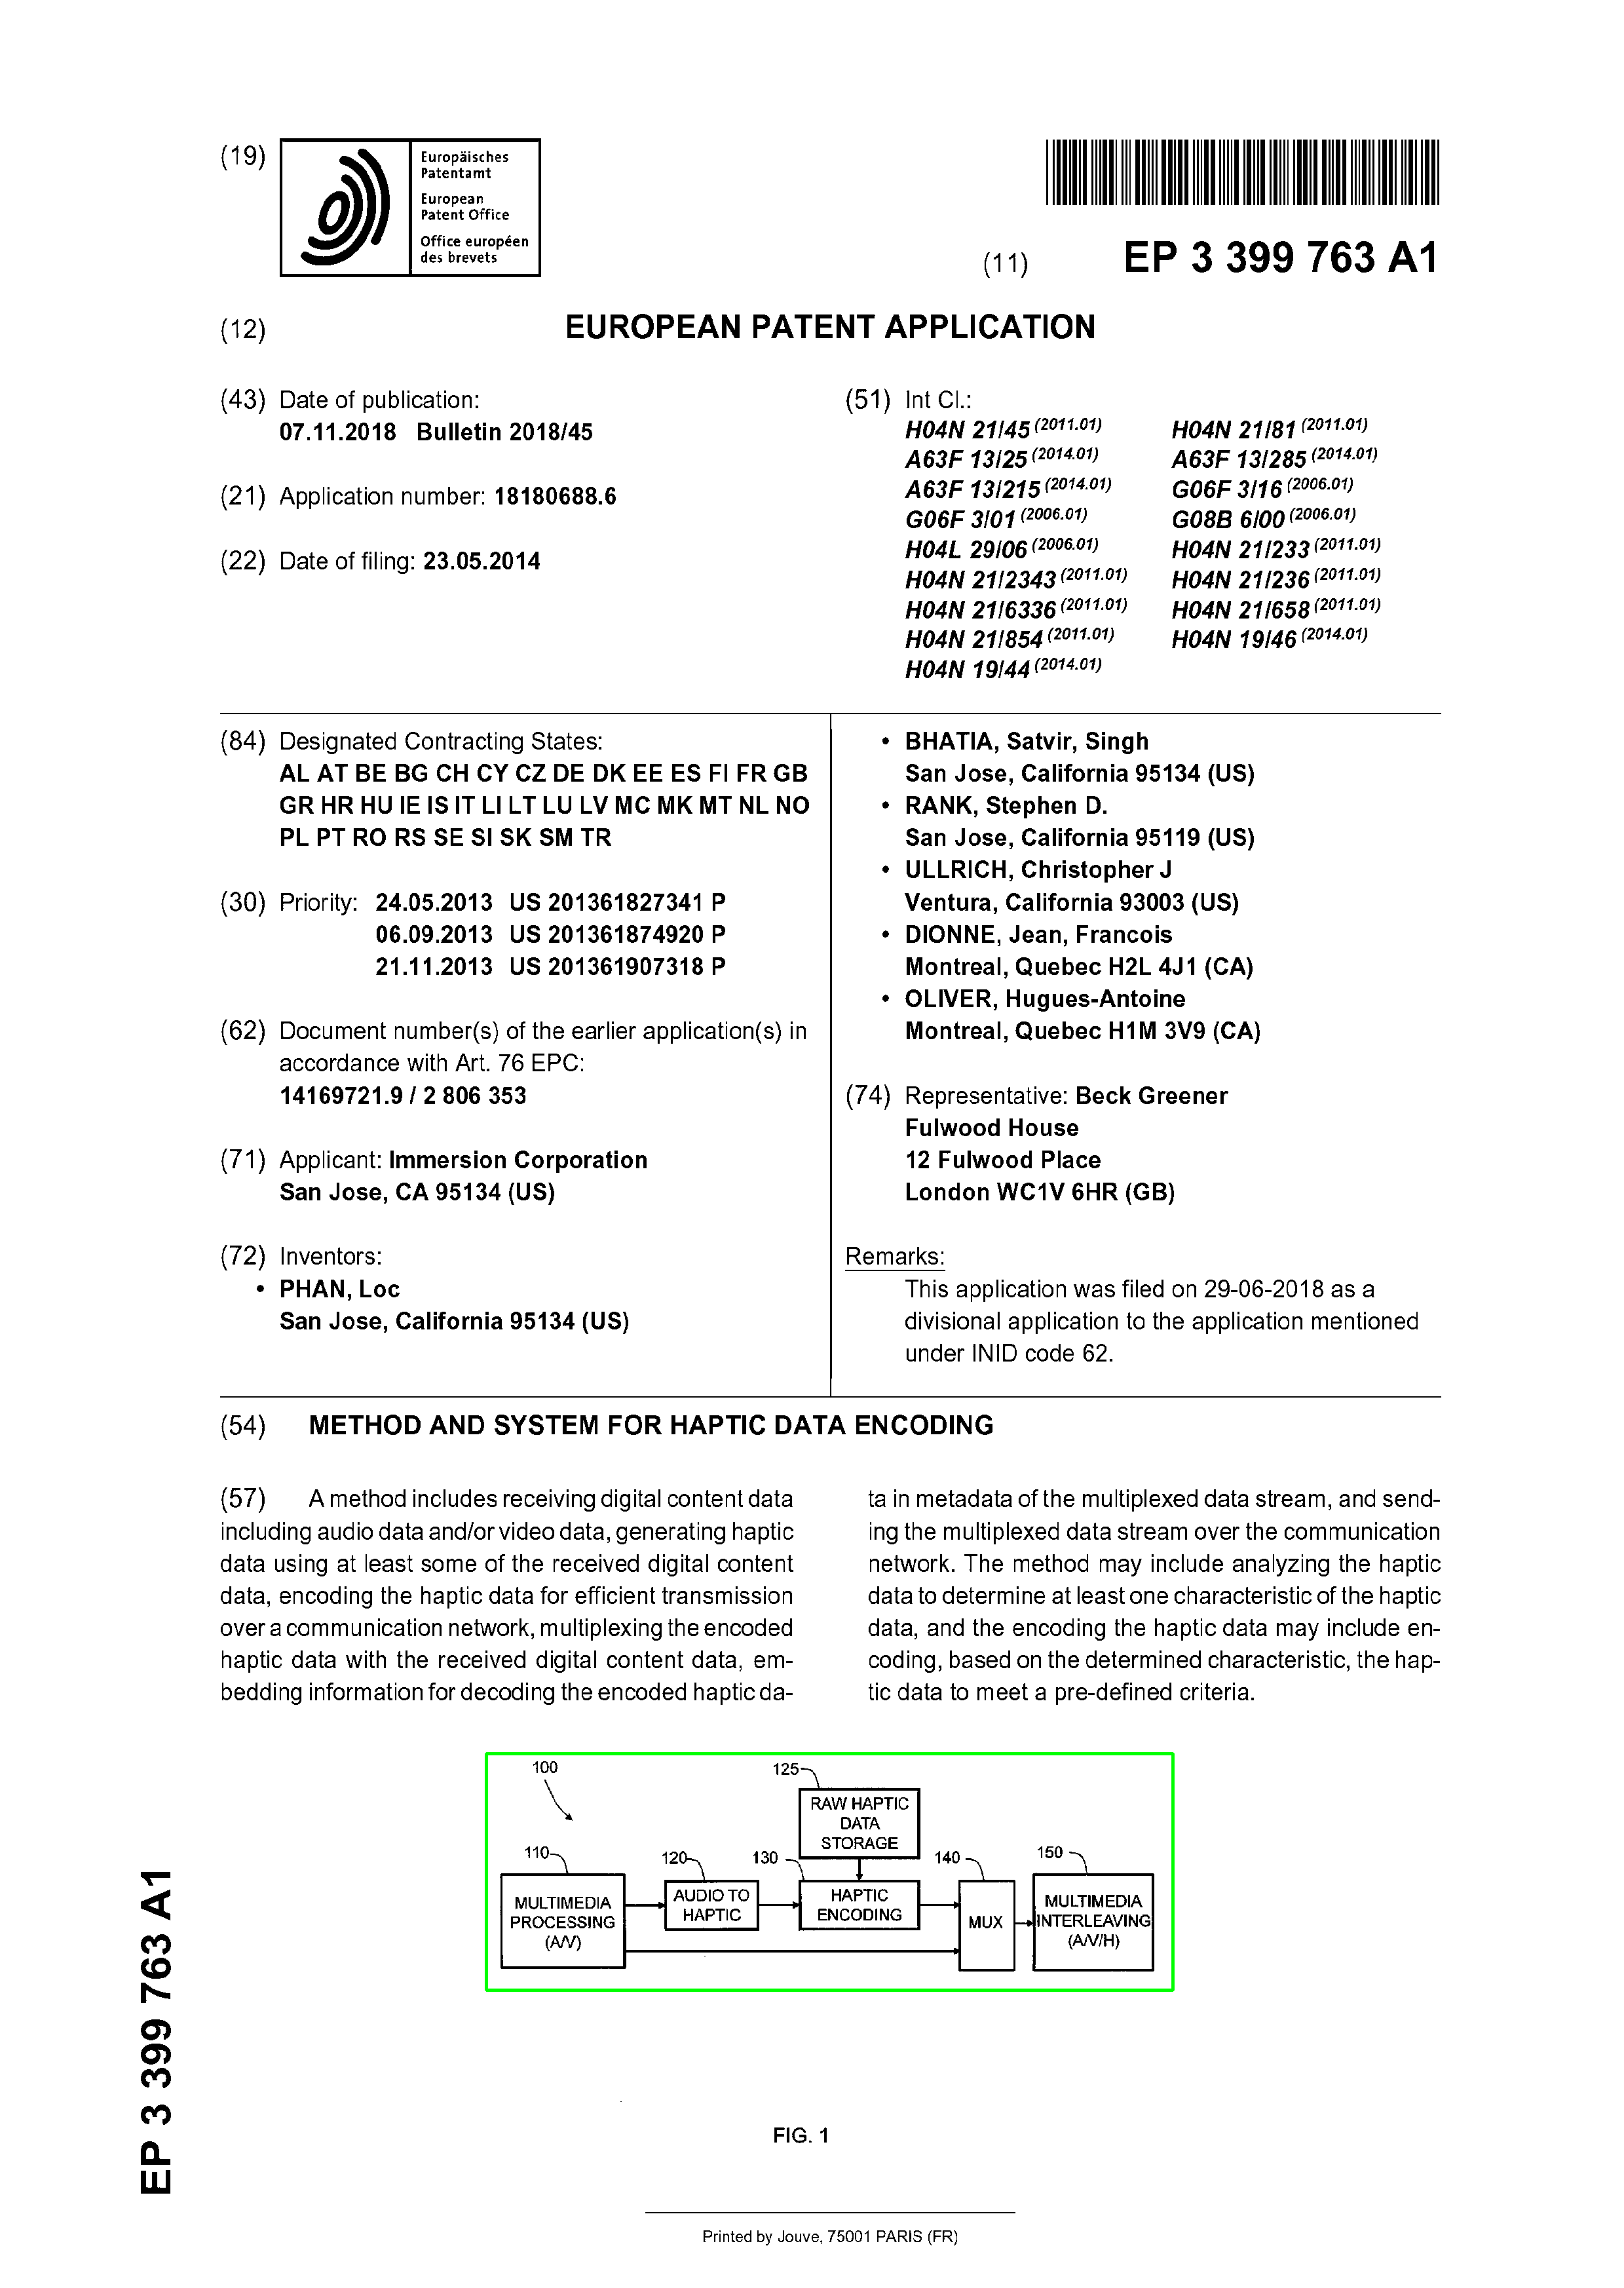 (19)
Europäisches
Patentamt
European
Patent Office
Office européen
des brevets
(11) EP 3 399 763 A1
(12) EUROPEAN PATENT APPLICATION
(43) Date of publication:
07.11.2018 Bulletin 2018/45
(21) Application number: 18180688.6
(22) Date of filing: 23.05.2014
(51) Int Cl.:
H04N 21/45 (2011.01) H04N 21/81 (2011.01)
A63F 13/25 (2014.01) A63F 13/285 (2014.01)
A63F 13/215 (2014.01) G06F 3/16 (2006.01)
G06F 3/01 (2006.01) G08B 6/00 (2006.01)
H04L 29/06 (2006.01) H04N 21/233 (2011.01)
H04N 21/2343 (2011.01) H04N 21/236 (2011.01)
H04N 21/6336 (2011.01) H04N 21/658 (2011.01)
H04N 21/854 (2011.01) H04N 19/46 (2014.01)
H04N 19/44 (2014.01)
(84) Designated Contracting States:
AL AT BE BG CH CY CZ DE DK EE ES FI FR GB
GR HR HU IE IS IT LI LT LU LV MC MK MT NL NO
PL PT RO RS SE SI SK SM TR
(30) Priority: 24.05.2013 US 201361827341 P
06.09.2013 US 201361874920 P
21.11.2013 US 201361907318 P
(62) Document number(s) of the earlier application(s) in
accordance with Art. 76 EPC:
14169721.9 / 2 806 353
(71) Applicant: Immersion Corporation
San Jose, CA 95134 (US)
(72) Inventors:
• PHAN, Loc
San Jose, California 95134 (US)
• BHATIA, Satvir, Singh
San Jose, California 95134 (US)
• RANK, Stephen D.
San Jose, California 95119 (US)
• ULLRICH, Christopher J
Ventura, California 93003 (US)
• DIONNE, Jean, Francois
Montreal, Quebec H2L 4J1 (CA)
• OLIVER, Hugues-Antoine
Montreal, Quebec H1M 3V9 (CA)
(74) Representative: Beck Greener
Fulwood House
12 Fulwood Place
London WC1V 6HR (GB)
Remarks:
This application was filed on 29-06-2018 as a
divisional application to the application mentioned
under INID code 62.
(54) METHOD AND SYSTEM FOR HAPTIC DATA ENCODING
(57) A method includes receiving digital content data
including audio data and/or video data, generating haptic
data using at least some of the received digital content
data, encoding the haptic data for efficient transmission
over a communication network, multiplexing the encoded
haptic data with the received digital content data, em-
bedding information for decoding the encoded haptic da-
ta in metadata of the multiplexed data stream, and send-
ing the multiplexed data stream over the communication
network. The method may include analyzing the haptic
data to determine at least one characteristic of the haptic
data, and the encoding the haptic data may include en-
coding, based on the determined characteristic, the hap-
tic data to meet a pre-defined criteria.
100
125
RAW HAPTIC
DATA
STORAGE
110
120
130
140
150
MULTIMEDIA
PROCESSING
(A/V)
AUDIO TO
HAPTIC
HAPTIC
ENCODING
MUX
MULTIMEDIA
INTERLEAVING
(A/V/H)
FIG. 1
EP 3 399 763 A1
Printed by Jouve, 75001 PARIS (FR)